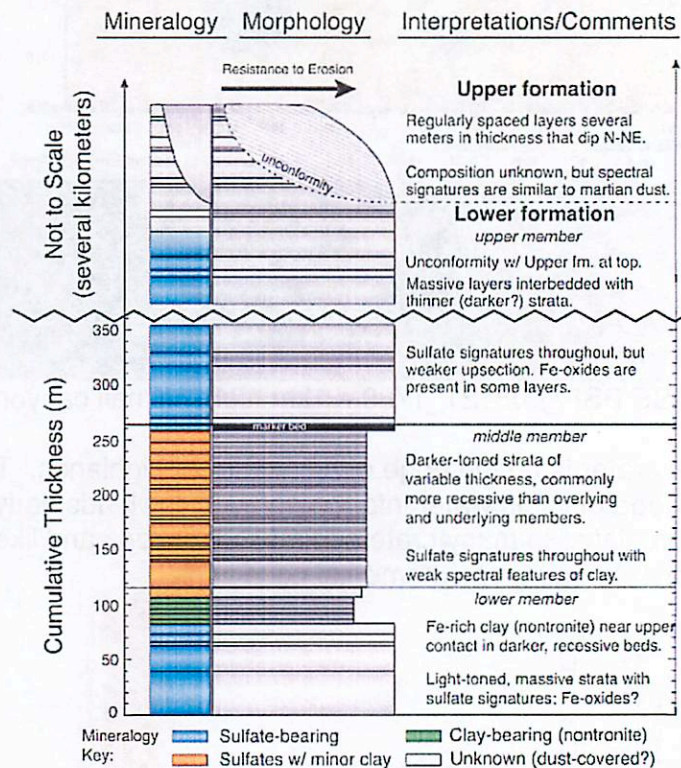 Mineralogy Morphology Interpretations/Comments
Resistance to Erosion
Not to Scale
(several kilometers)
unconformity
Upper formation
Regularly spaced layers several
meters in thickness that dip N-NE.
Composition unknown, but spectral
signatures are similar to martian dust.
Lower formation
upper member
Unconformity w/ Upper fm. at top.
Massive layers interbedded with
thinner (darker?) strata.
Cumulative Thickness (m)
350
300
250
200
150
100
50
0
Sulfate signatures throughout, but
weaker upsection. Fe-oxides are
present in some layers.
marker bed
middle member
Darker-toned strata of
variable thickness, commonly
more recessive than overlying
and underlying members.
Sulfate signatures throughout with
weak spectral features of clay.
lower member
Fe-rich clay (nontronite) near upper
contact in darker, recessive beds.
Light-toned, massive strata with
sulfate signatures; Fe-oxides?
Mineralogy
Key:
Sulfate-bearing
Clay-bearing (nontronite)
Sulfates w/ minor clay
Unknown (dust-covered?)